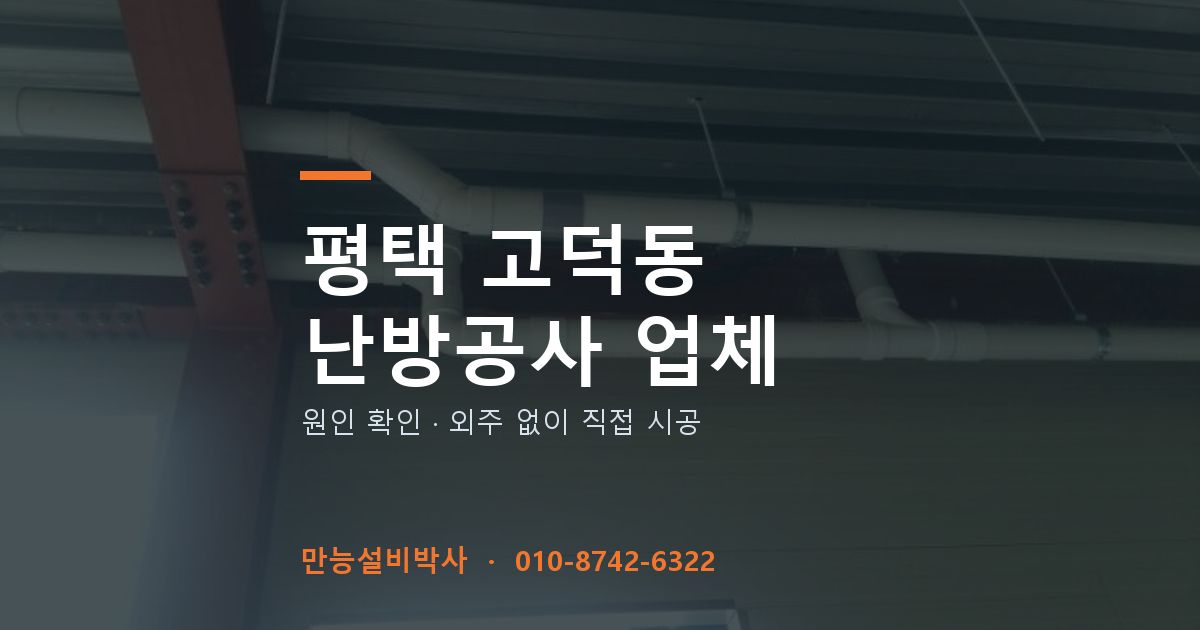 평택 고덕동
난방공사 업체
원인 확인 · 외주 없이 직접 시공
만능설비박사 · 010-8742-6322